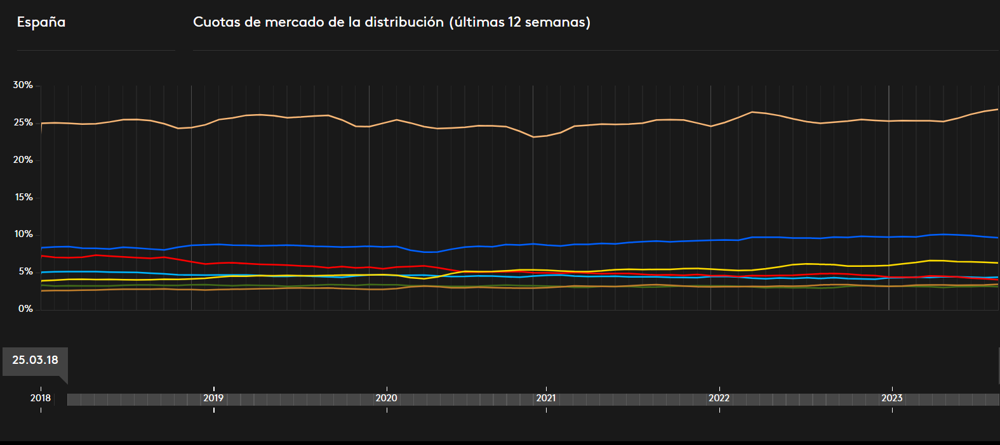 España
Cuotas de mercado de la distribución (últimas 12 semanas)
30%
25%
20%
15%
10%
5%
0%
25.03.18
2018 2019 2020 2021 2022 2023